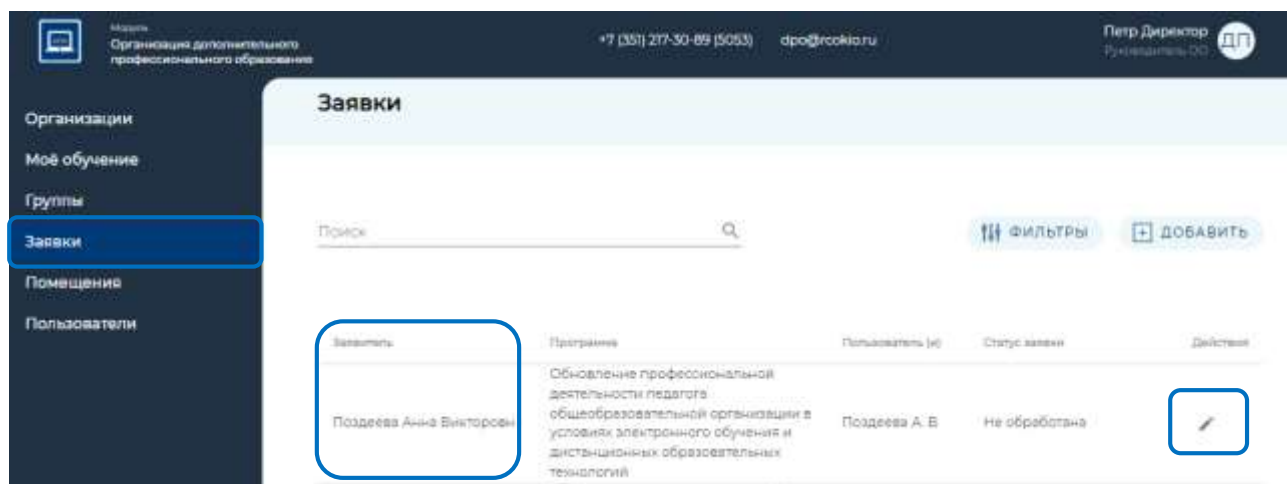 Модуль
Организация дополнительного
профессионального образования
+7 (351) 217-30-89 (5053) dpo@rcokio.ru
Петр Директор
Руководитель ОО
ДП
Организации
Моё обучение
Группы
Заявки
Помещения
Пользователи
Заявки
Поиск
ФИЛЬТРЫ
ДОБАВИТЬ
Заявитель Программа Пользователь (и) Статус заявки Действия
Обновление профессиональной
деятельности педагога
общеобразовательной организации в
Поздеева Анна Викторовн условиях электронного обучения и Поздеева А. В Не обработана
дистанционных образовательных
технологий